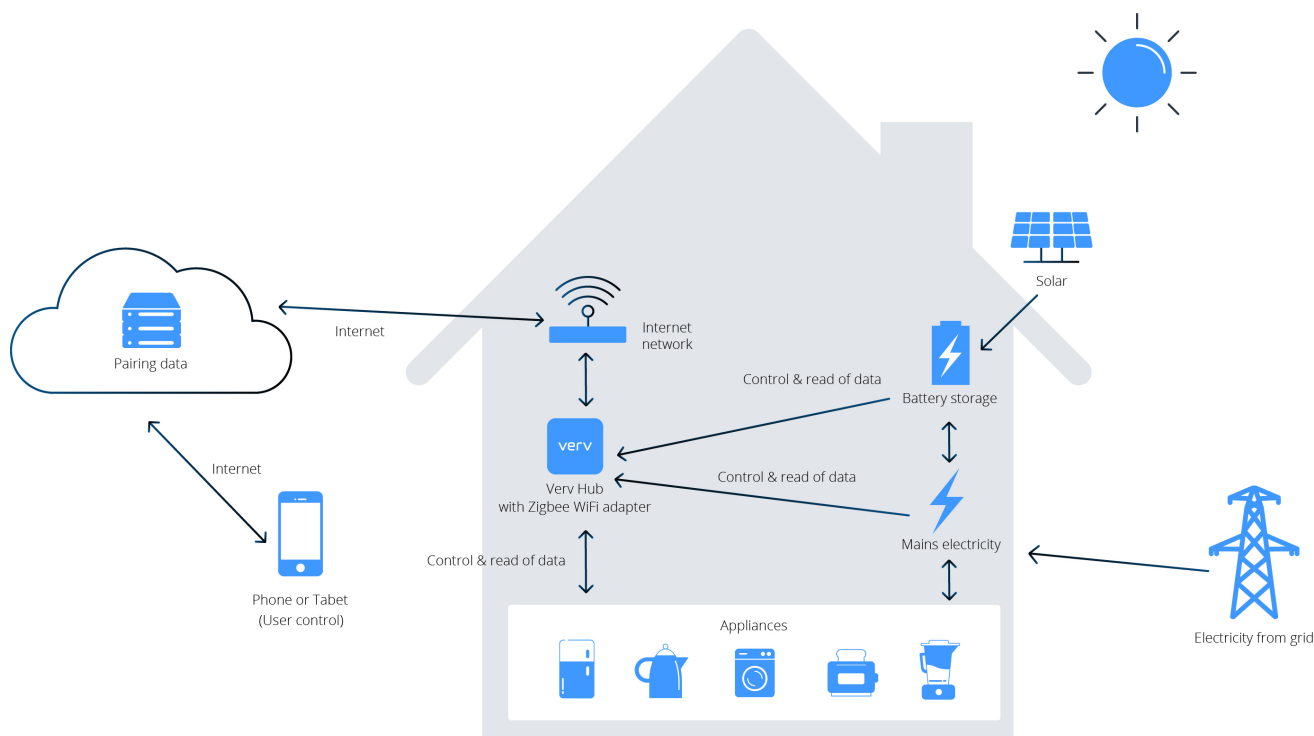 Solar
Pairing data
Internet
Internet
network
Control & read of data
Battery storage
verv
Verv Hub
with Zigbee WiFi adapter
Control & read of data
Mains electricity
Internet
Control & read of data
Phone or Tabet
(User control)
Appliances
Electricity from grid